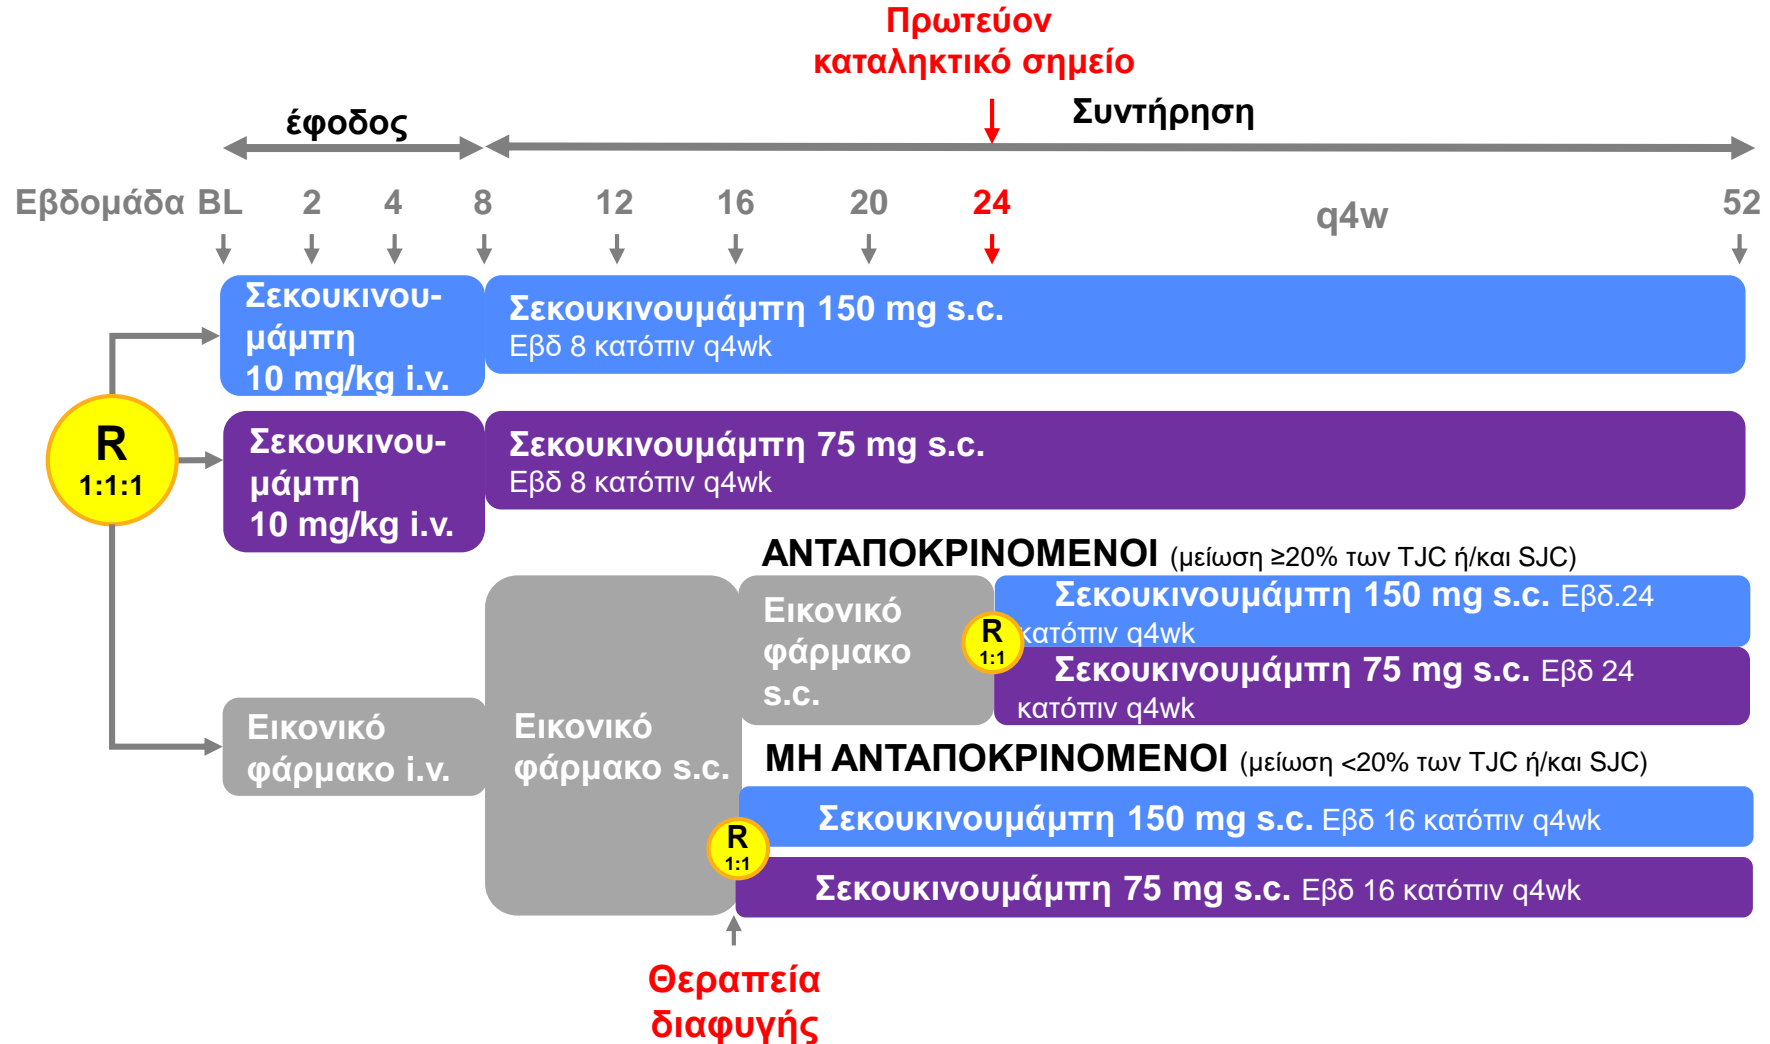 Πρωτεύον
καταληκτικό σημείο
έφοδος
Συντήρηση
Εβδομάδα BL 2 4 8 12 16 20 24 q4w 52
Σεκουκινου-
μάμπη
10 mg/kg i.v.
Σεκουκινουμάμπη 150 mg s.c.
Εβδ 8 κατόπιν q4wk
R
1:1:1
Σεκουκινου-
μάμπη
10 mg/kg i.v.
Σεκουκινουμάμπη 75 mg s.c.
Εβδ 8 κατόπιν q4wk
ΑΝΤΑΠΟΚΡΙΝΟΜΕΝΟΙ (μείωση ≥20% των TJC ή/και SJC)
Εικονικό
φάρμακο
s.c.
R
1:1
Σεκουκινουμάμπη 150 mg s.c. Εβδ.24
κατόπιν q4wk
Σεκουκινουμάμπη 75 mg s.c. Εβδ 24
κατόπιν q4wk
Εικονικό
φάρμακο i.v.
Εικονικό
φάρμακο s.c.
ΜΗ ΑΝΤΑΠΟΚΡΙΝΟΜΕΝΟΙ (μείωση <20% των TJC ή/και SJC)
R
1:1
Σεκουκινουμάμπη 150 mg s.c. Εβδ 16 κατόπιν q4wk
Σεκουκινουμάμπη 75 mg s.c. Εβδ 16 κατόπιν q4wk
Θεραπεία
διαφυγής